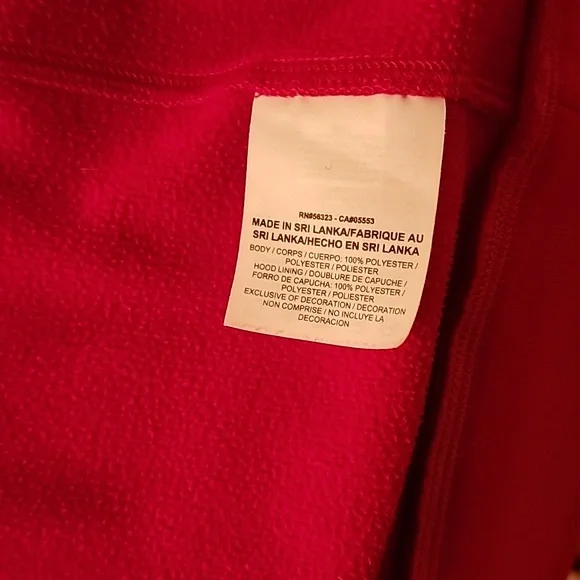 RN#56323 - CA#05553
MADE IN SRI LANKA/FABRIQUE AU
SRI LANKA/HECHO EN SRI LANKA
BODY / CORPS / CUERPO: 100% POLYESTER /
POLYESTER / POLIESTER
HOOD LINING / DOUBLURE DE CAPUCHE /
FORRO DE CAPUCHA: 100% POLYESTER /
POLYESTER / POLIESTER
EXCLUSIVE OF DECORATION / DECORATION
NON COMPRISE / NO INCLUYE LA
DECORACION